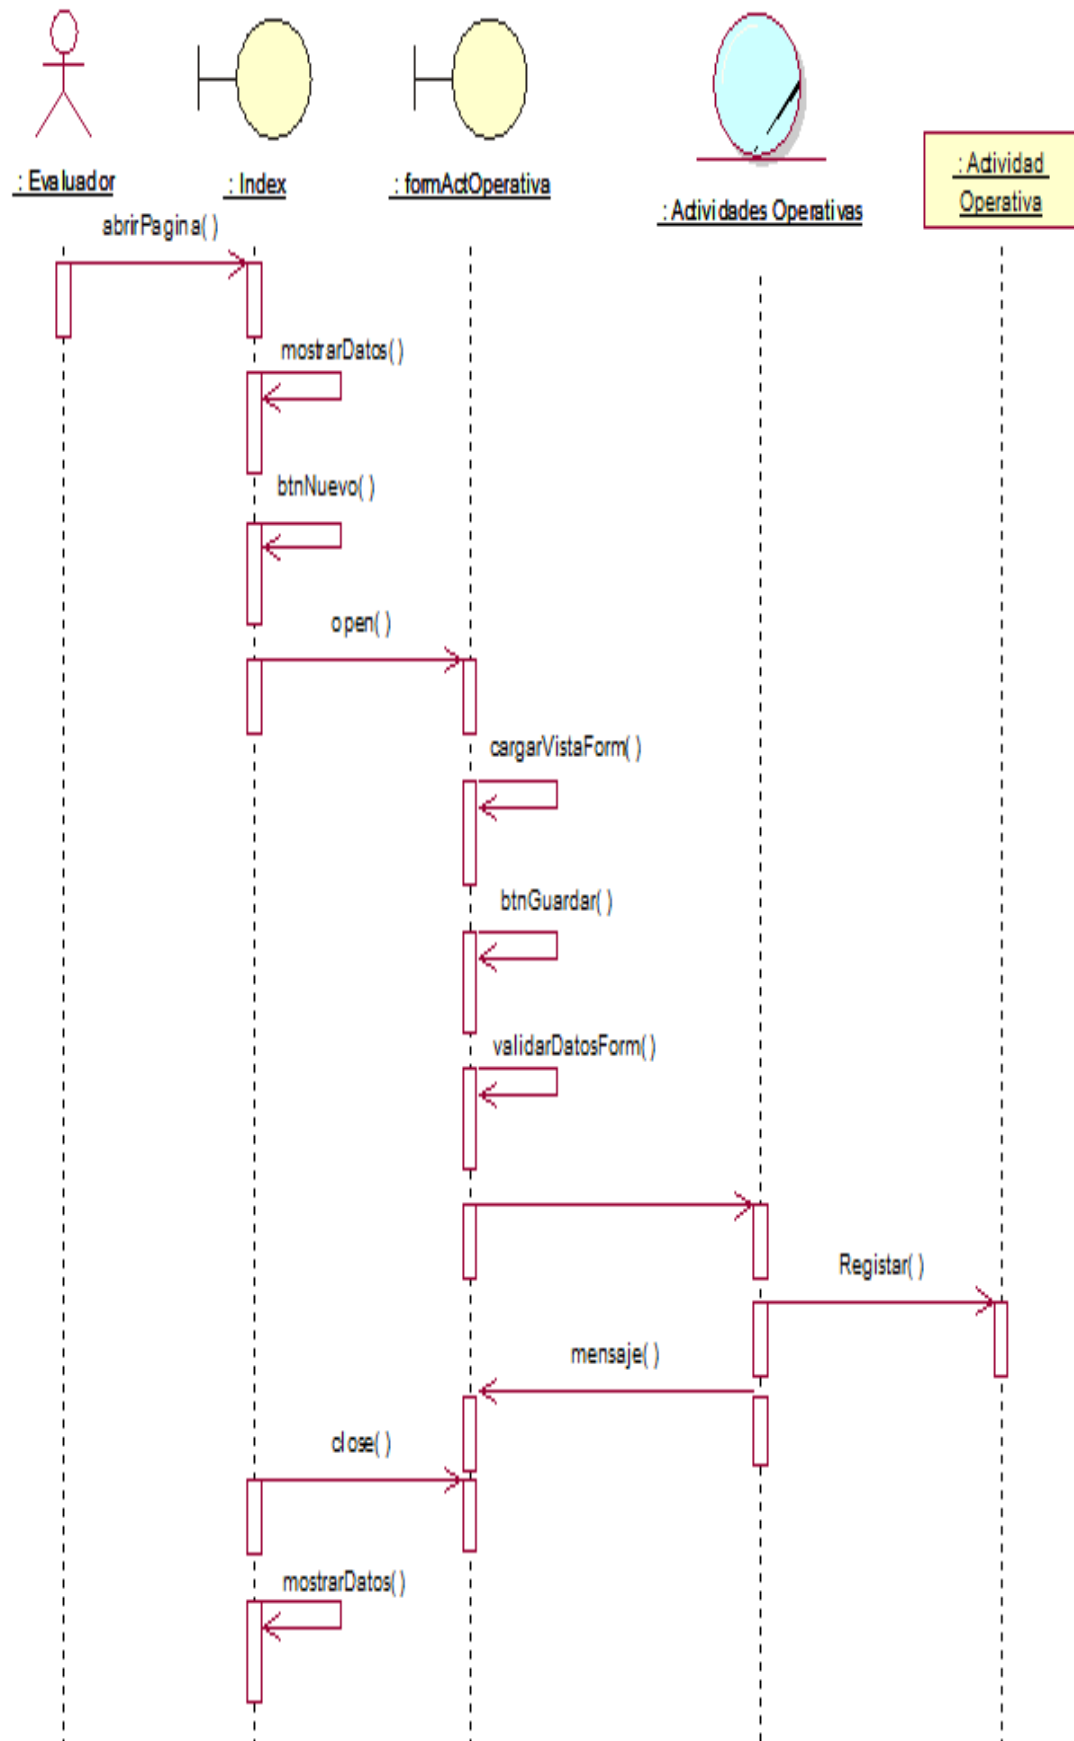 : Evaluador
: Index
: formActOperativa
: Actividades Operativas
: Actividad
Operativa
abrirPagina( )
mostrarDatos( )
btnNuevo( )
open( )
cargarVistaForm( )
btnGuardar( )
validarDatosForm( )
Registar( )
mensaje( )
close( )
mostrarDatos( )